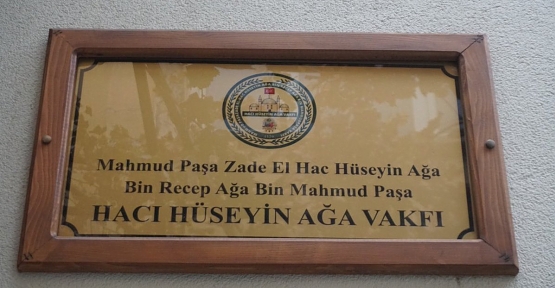 Mahmud Paşa Zade El Hac Hüseyin Ağa
Bin Recep Ağa Bin Mahmud Paşa
HACI HÜSEYİN AĞA VAKFI